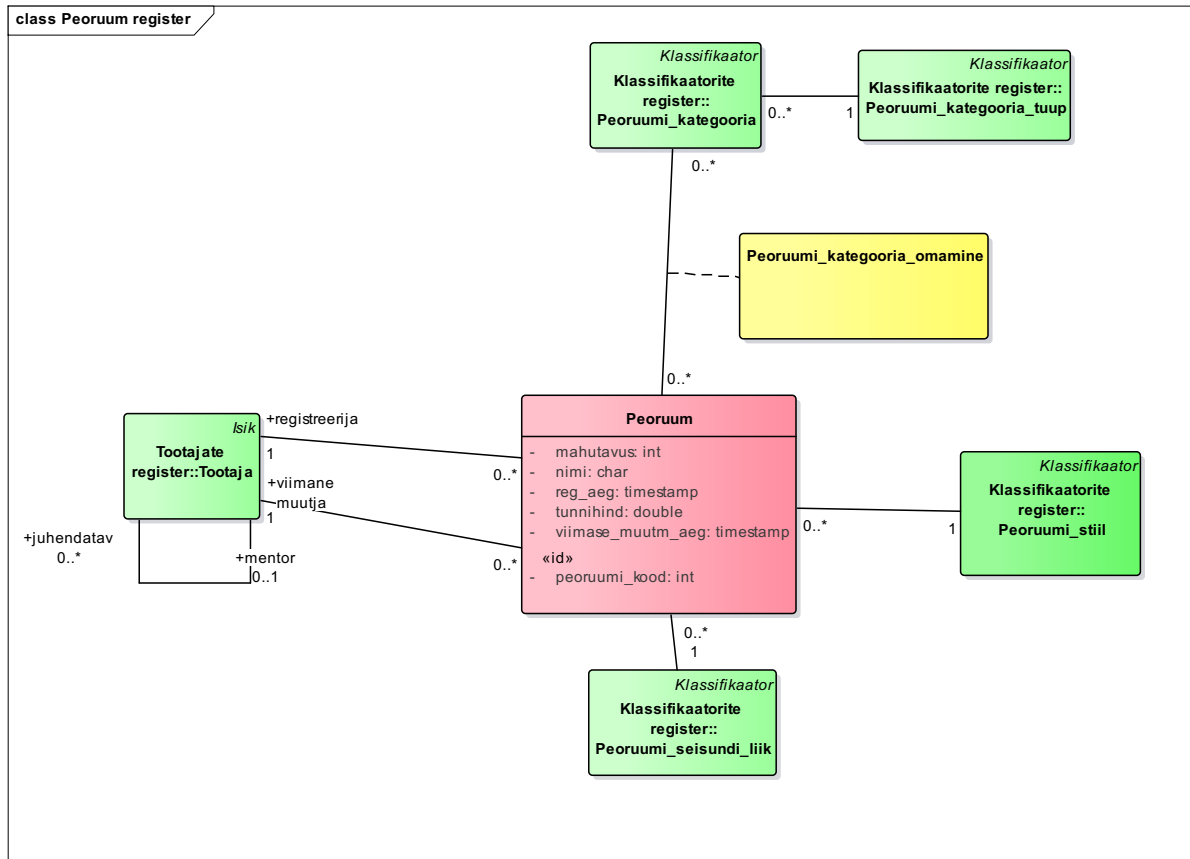 class Peoruum register
Klassifikaator
Klassifikaatorite
register::
Peoruumi_kategooria
Klassifikaator
Klassifikaatorite register::
Peoruumi_kategooria_tuup
0..*
1
0..*
Peoruumi_kategooria_omamine
0..*
Isik
Tootajate
register::Tootaja
+registreerija
1
0..*
+viimane
muutja
1
0..*
+juhendatav
0..*
+mentor
0..1
Peoruum
- mahutavus: int
- nimi: char
- reg_aeg: timestamp
- tunnihind: double
- viimase_muutm_aeg: timestamp
«id»
- peoruumi_kood: int
0..*
1
Klassifikaator
Klassifikaatorite
register::
Peoruumi_stiil
0..*
1
Klassifikaator
Klassifikaatorite
register::
Peoruumi_seisundi_liik